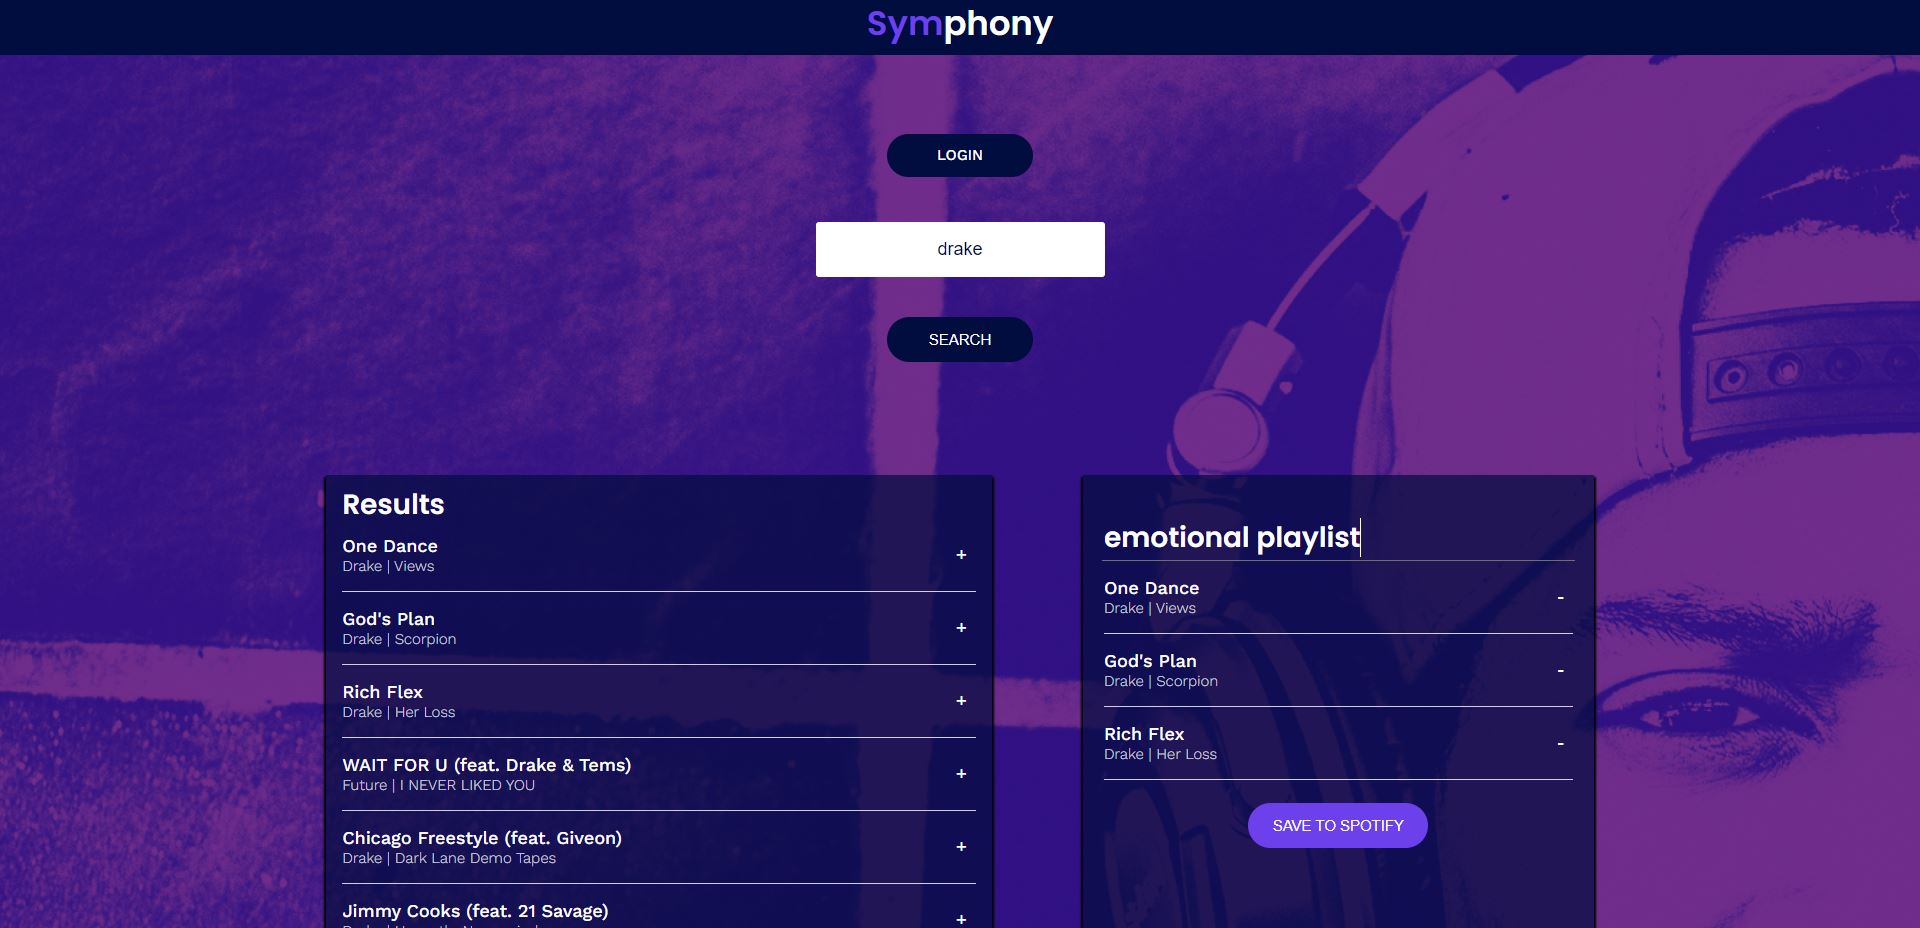 Symphony
LOGIN
drake
SEARCH
Results
One Dance
Drake | Views
+
God's Plan
Drake | Scorpion
+
Rich Flex
Drake | Her Loss
+
WAIT FOR U (feat. Drake & Tems)
Future | I NEVER LIKED YOU
+
Chicago Freestyle (feat. Giveon)
Drake | Dark Lane Demo Tapes
+
Jimmy Cooks (feat. 21 Savage)
+
emotional playlist
One Dance
Drake | Views
-
God's Plan
Drake | Scorpion
-
Rich Flex
Drake | Her Loss
-
SAVE TO SPOTIFY